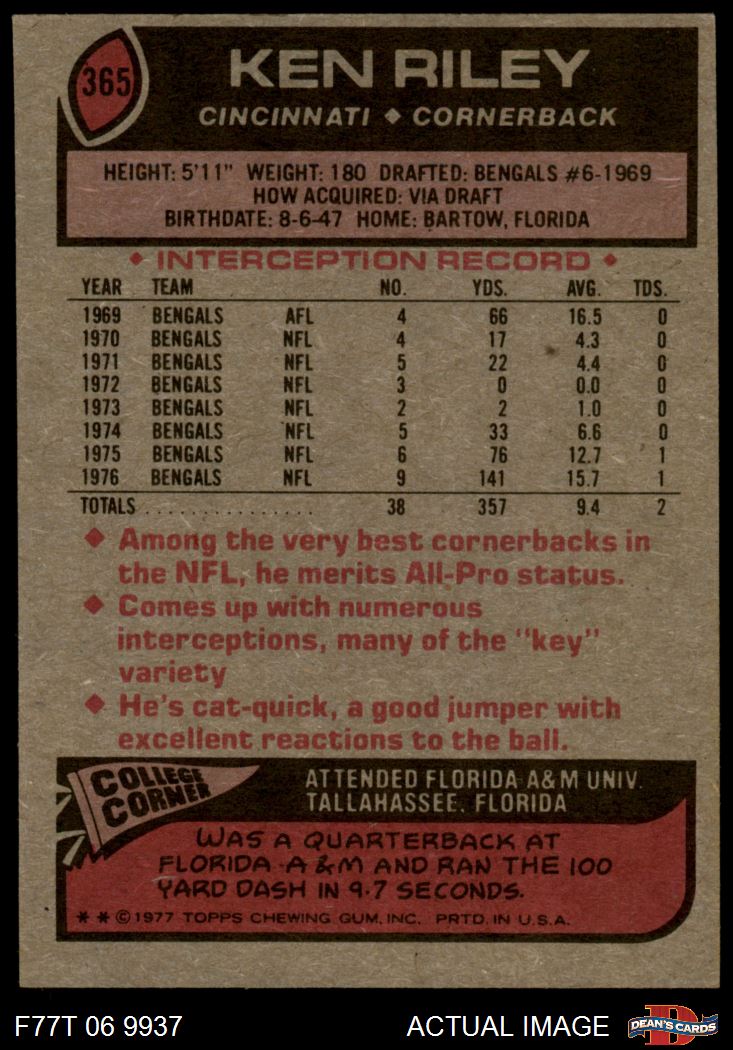 365
KEN RILEY
CINCINNATI ◆ CORNERBACK
HEIGHT: 5'11" WEIGHT: 180 DRAFTED: BENGALS #6-1969
HOW ACQUIRED: VIA DRAFT
BIRTHDATE: 8-6-47 HOME: BARTOW, FLORIDA
◆ INTERCEPTION RECORD ◆
YEAR TEAM NO. YDS. AVG. TDS.
1969 BENGALS AFL 4 66 16.5 0
1970 BENGALS NFL 4 17 4.3 0
1971 BENGALS NFL 5 22 4.4 0
1972 BENGALS NFL 3 0 0.0 0
1973 BENGALS NFL 2 2 1.0 0
1974 BENGALS NFL 5 33 6.6 0
1975 BENGALS NFL 6 76 12.7 1
1976 BENGALS NFL 9 141 15.7 1
TOTALS . . . . . . . . . . . . . . . 38 357 9.4 2
◆ Among the very best cornerbacks in
the NFL, he merits All-Pro status.
◆ Comes up with numerous
interceptions, many of the "key"
variety
◆ He's cat-quick, a good jumper with
excellent reactions to the ball.
COLLEGE
CORNER
ATTENDED FLORIDA A&M UNIV.
TALLAHASSEE, FLORIDA
WAS A QUARTERBACK AT
FLORIDA A&M AND RAN THE 100
YARD DASH IN 9.7 SECONDS.
* * © 1977 TOPPS CHEWING GUM, INC. PRTD. IN U.S.A.
F77T 06 9937
ACTUAL IMAGE
D
DEAN'S CARDS